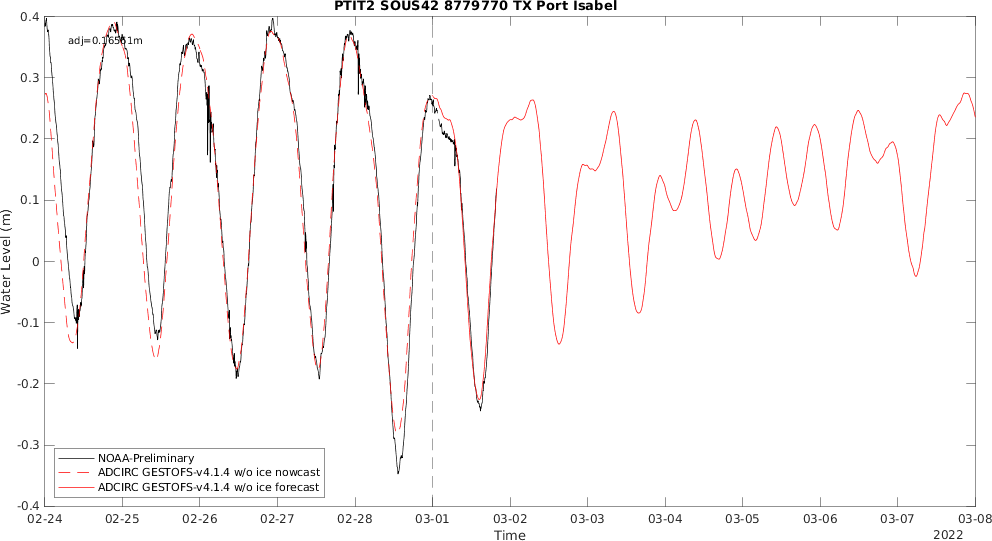 PTIT2 SOUS42 8779770 TX Port Isabel
0.4
adj=0.16501m
0.3
0.2
0.1
0
-0.1
-0.2
-0.3
-0.4
Water Level (m)
NOAA-Preliminary
ADCIRC GESTOFS-v4.1.4 w/o ice nowcast
ADCIRC GESTOFS-v4.1.4 w/o ice forecast
02-24 02-25 02-26 02-27 02-28 03-01 03-02 03-03 03-04 03-05 03-06 03-07 03-08
Time
2022